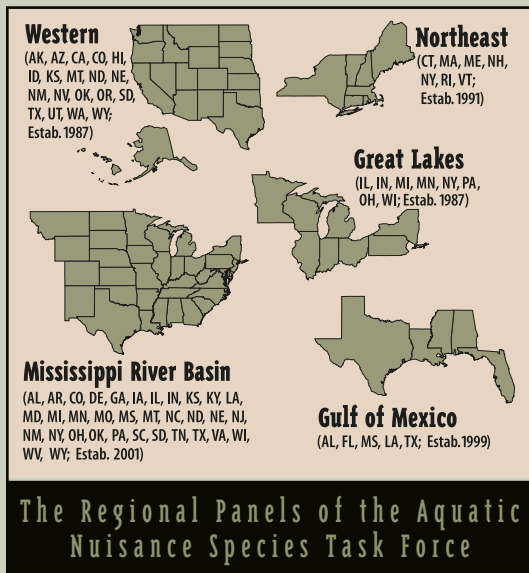 Western
(AK, AZ, CA, CO, HI,
ID, KS, MT, ND, NE,
NM, NV, OK, OR, SD,
TX, UT, WA, WY;
Estab. 1987)
Northeast
(CT, MA, ME, NH,
NY, RI, VT;
Estab. 1991)
Great Lakes
(IL, IN, MI, MN, NY, PA,
OH, WI; Estab. 1987)
Mississippi River Basin
(AL, AR, CO, DE, GA, IA, IL, IN, KS, KY, LA,
MD, MI, MN, MO, MS, MT, NC, ND, NE, NJ,
NM, NY, OH, OK, PA, SC, SD, TN, TX, VA, WI,
WV, WY; Estab. 2001)
Gulf of Mexico
(AL, FL, MS, LA, TX; Estab. 1999)
The Regional Panels of the Aquatic
Nuisance Species Task Force